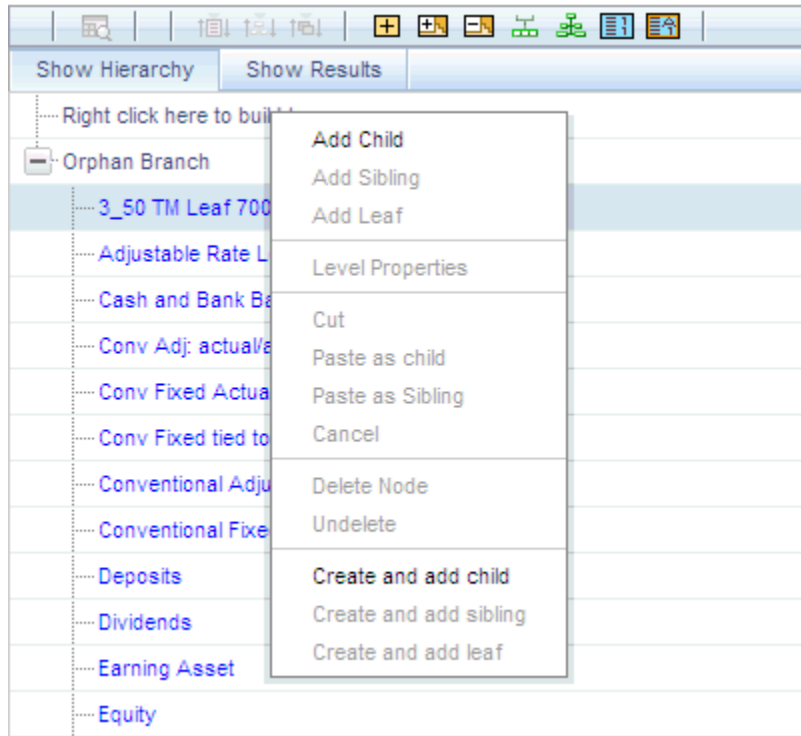 Show Hierarchy Show Results
Right click here to buil
Orphan Branch
3_50 TM Leaf 700
Adjustable Rate L
Cash and Bank Ba
Conv Adj: actual/a
Conv Fixed Actua
Conv Fixed tied to
Conventional Adju
Conventional Fixe
Deposits
Dividends
Earning Asset
Equity
Add Child
Add Sibling
Add Leaf
Level Properties
Cut
Paste as child
Paste as Sibling
Cancel
Delete Node
Undelete
Create and add child
Create and add sibling
Create and add leaf